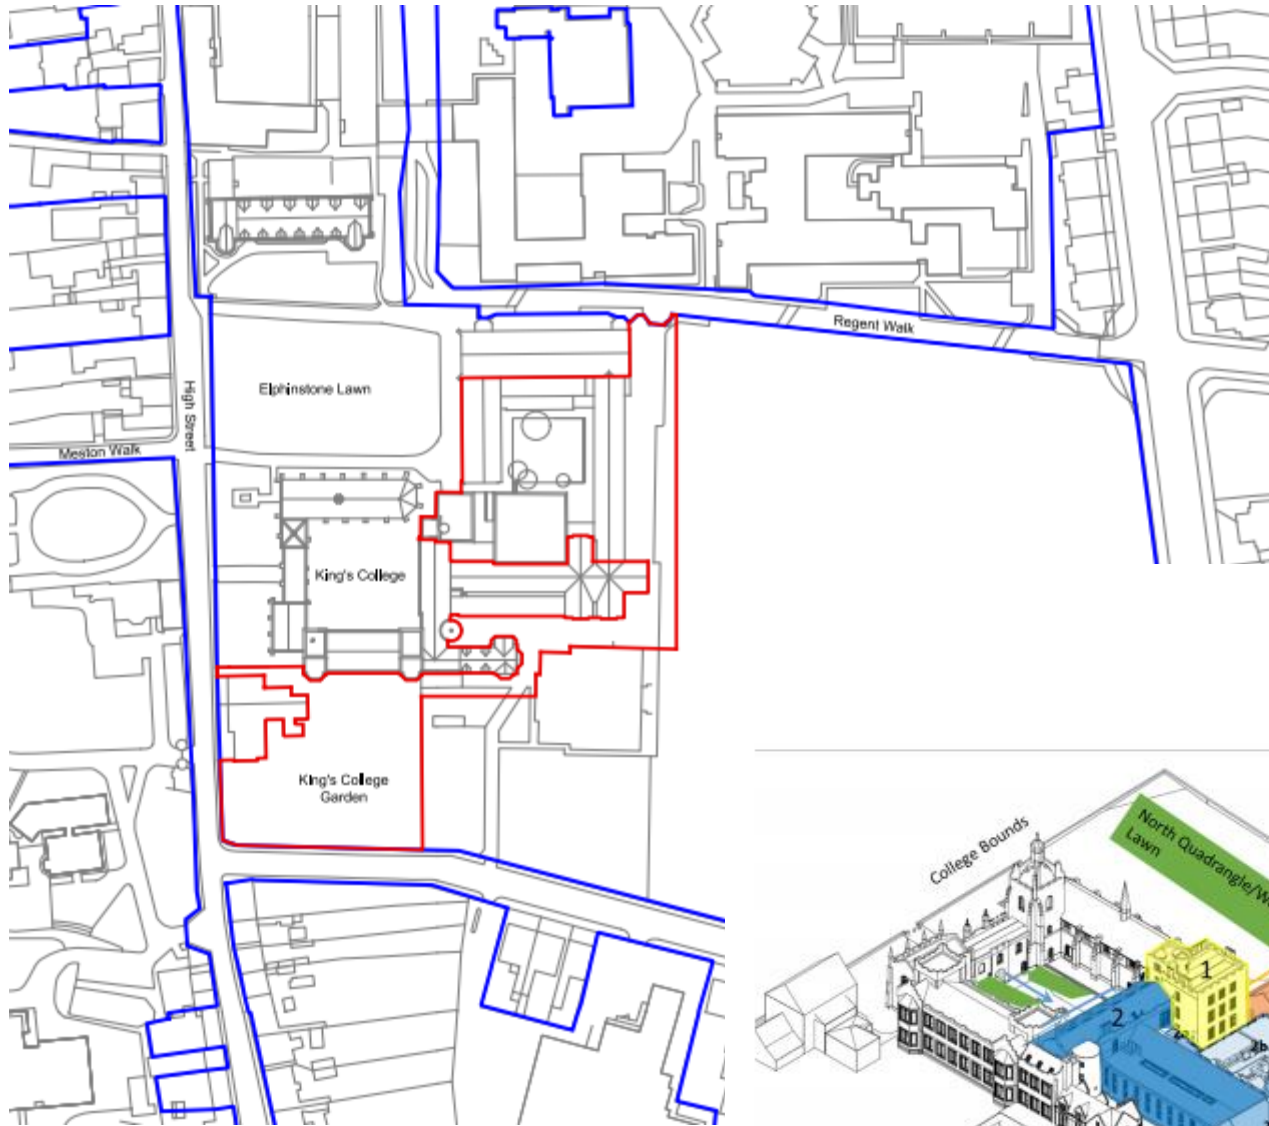 Regent Walk
High Street
Elphinstone Lawn
Meston Walk
King's College
King's College
Garden
College Bounds
North Quadrangle/W
Lawn
1
2
2b